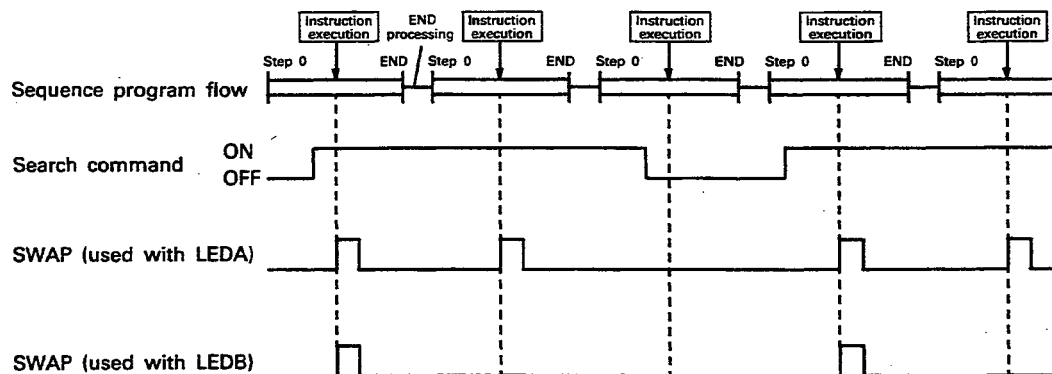 Instruction execution
END processing
Instruction execution
Instruction execution
Instruction execution
Instruction execution
Step 0 END Step 0 END Step 0 END Step 0 END Step 0
Sequence program flow
Search command ON
OFF
SWAP (used with LEDA)
SWAP (used with LEDB)